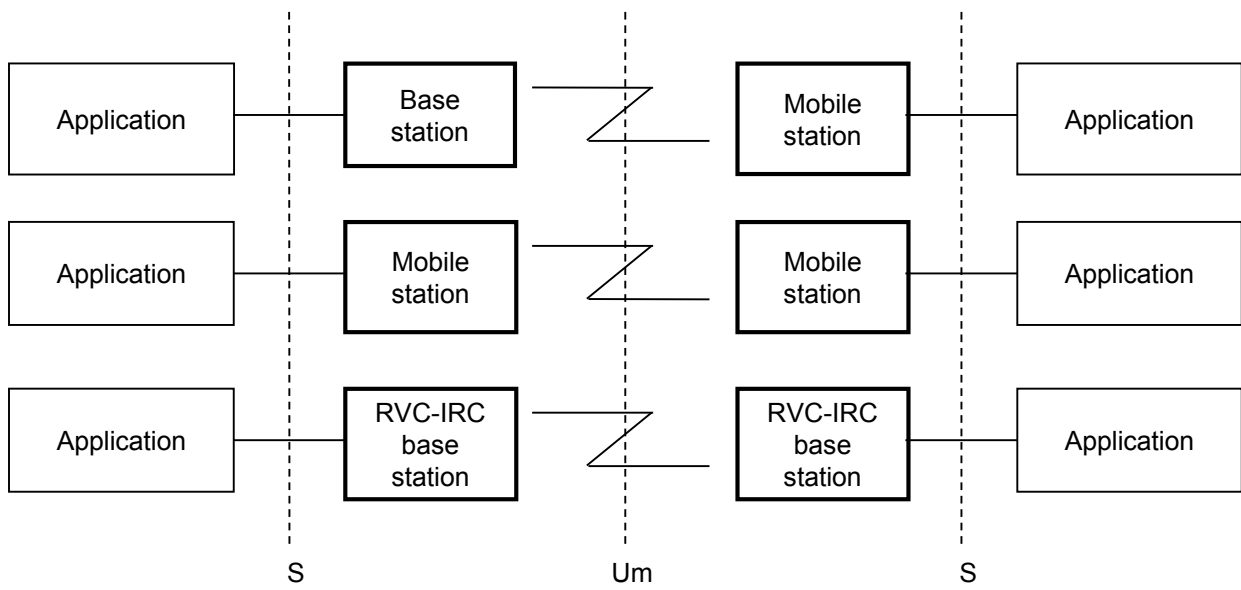 Application
Base
station
Mobile
station
Application
Application
Mobile
station
Mobile
station
Application
Application
RVC-IRC
base
station
RVC-IRC
base
station
Application
S
Um
S